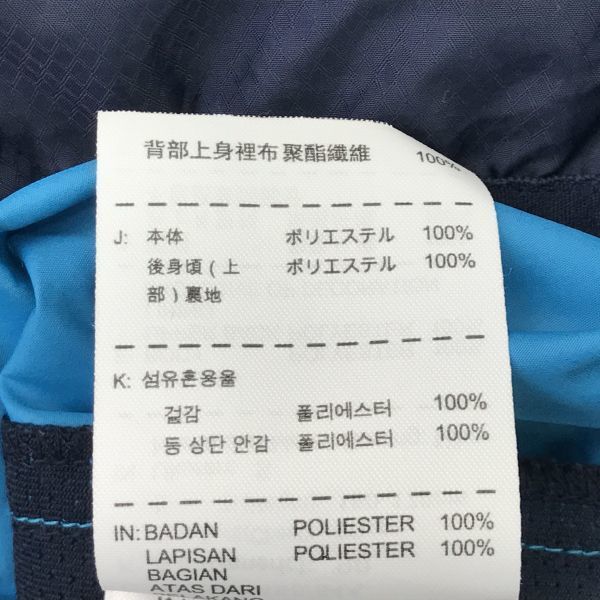 背部上身裡布 聚酯纖維 100%
J: 本体 ポリエステル 100%
後身頃(上 ポリエステル 100%
部)裏地
K: 섬유혼용율
겉감 폴리에스터 100%
등 상단 안감 폴리에스터 100%
IN: BADAN POLIESTER 100%
LAPISAN POLIESTER 100%
BAGIAN
ATAS DARI